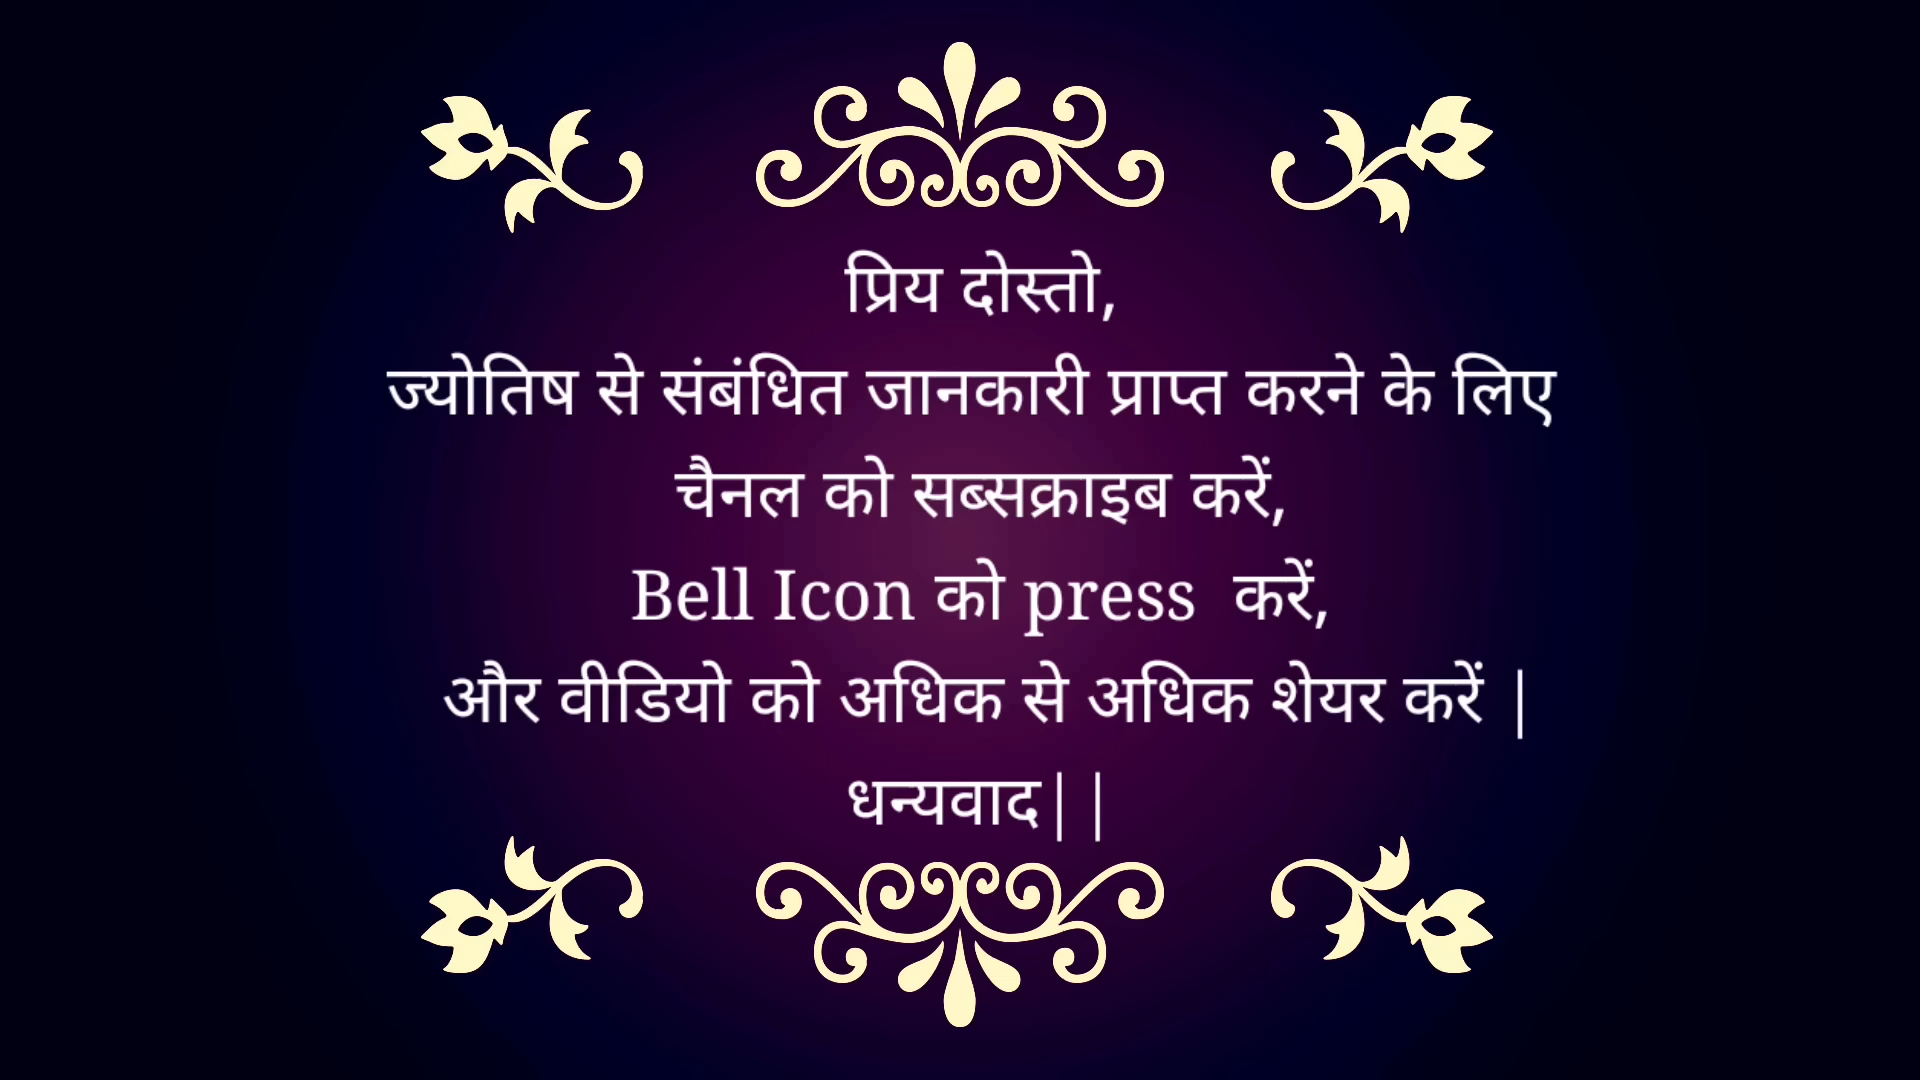 प्रिय दोस्तो,
ज्योतिष से संबंधित जानकारी प्राप्त करने के लिए
चैनल को सब्सक्राइब करें,
Bell Icon को press  करें,
और वीडियो को अधिक से अधिक शेयर करें |
धन्यवाद||